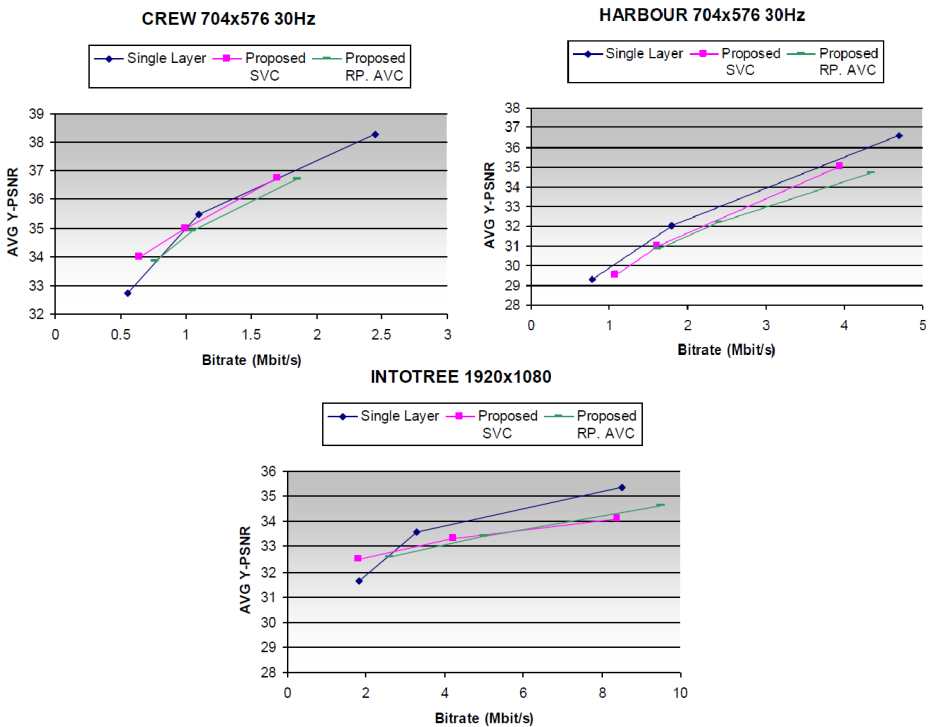 CREW 704x576 30Hz
Single Layer Proposed SVC Proposed RP. AVC
AVG Y-PSNR
39
38
37
36
35
34
33
32
0 0.5 1 1.5 2 2.5 3
Bitrate (Mbit/s)
HARBOUR 704x576 30Hz
Single Layer Proposed SVC Proposed RP. AVC
AVG Y-PSNR
38
37
36
35
34
33
32
31
30
29
28
0 1 2 3 4 5
Bitrate (Mbit/s)
INTOTREE 1920x1080
Single Layer Proposed SVC Proposed RP. AVC
AVG Y-PSNR
36
35
34
33
32
31
30
29
28
0 2 4 6 8 10
Bitrate (Mbit/s)